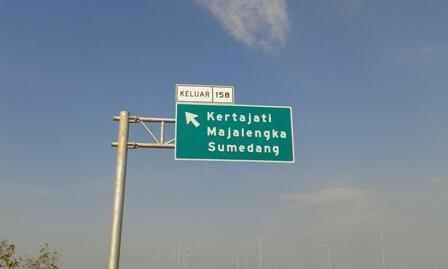 KELUAR 158
Kertajati
Majalengka
Sumedang